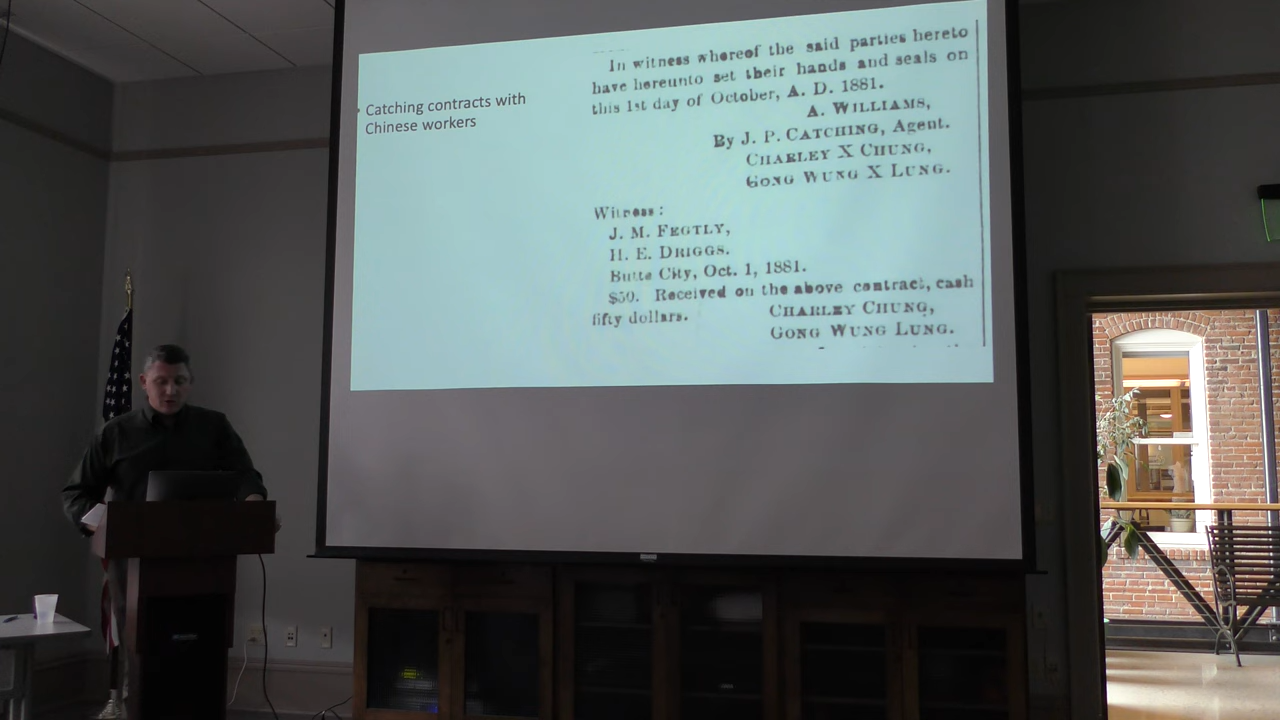 • Catching contracts with
Chinese workers
In witness whereof the said parties hereto
have hereunto set their hands and seals on
this 1st day of October, A. D. 1881.
A. WILLIAMS,
By J. P. CATCHING, Agent.
CHARLEY X CHUNG,
GONG WUNG X LUNG.
Witness:
J. M. FEGTLY,
H. E. DRIGGS.
Butte City, Oct. 1, 1881.
$50. Received on the above contract, cash
fifty dollars. CHARLEY CHUNG,
GONG WUNG LUNG.